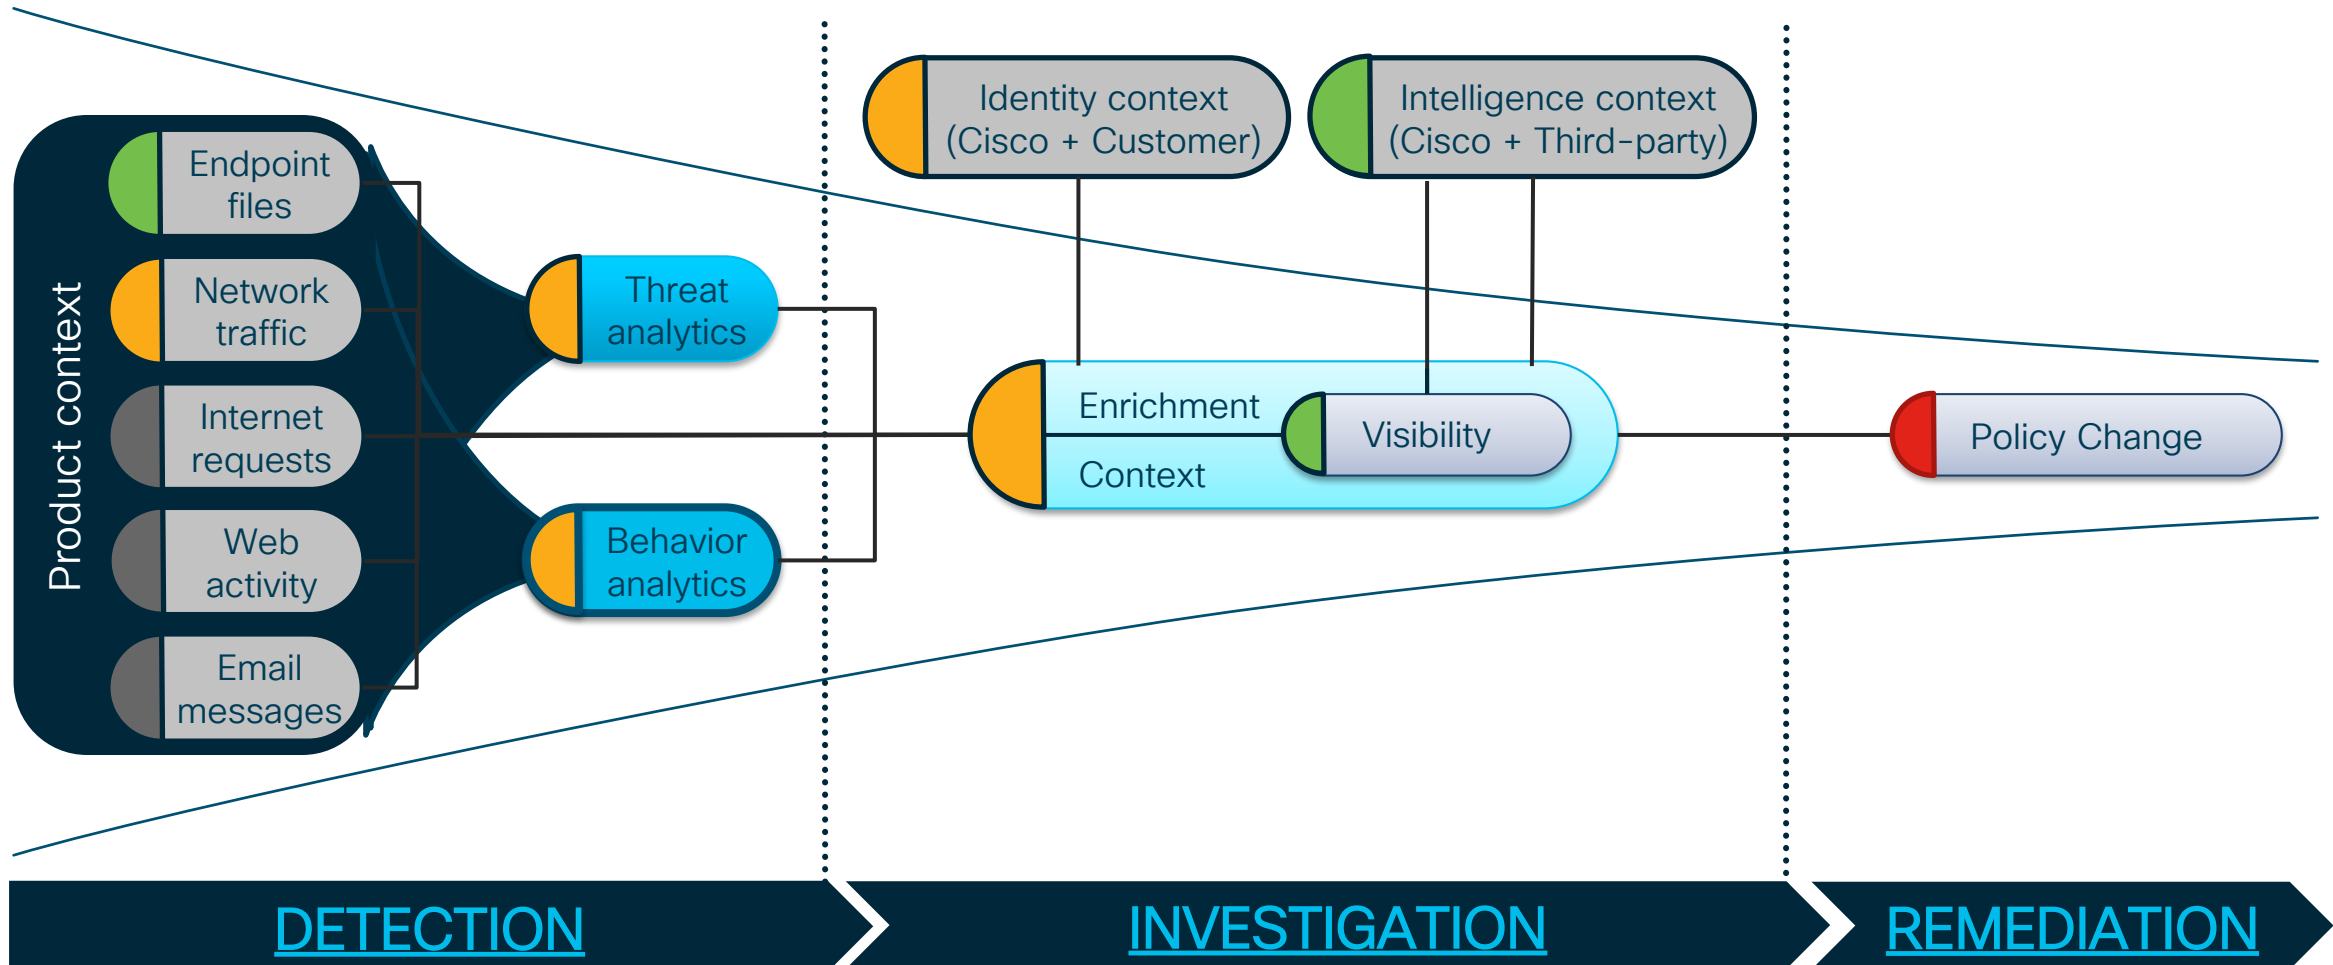 Product context
Endpoint
files
Network
traffic
Internet
requests
Web
activity
Email
messages
Threat
analytics
Behavior
analytics
Identity context
(Cisco + Customer)
Intelligence context
(Cisco + Third-party)
Enrichment
Context
Visibility
Policy Change
DETECTION
INVESTIGATION
REMEDIATION